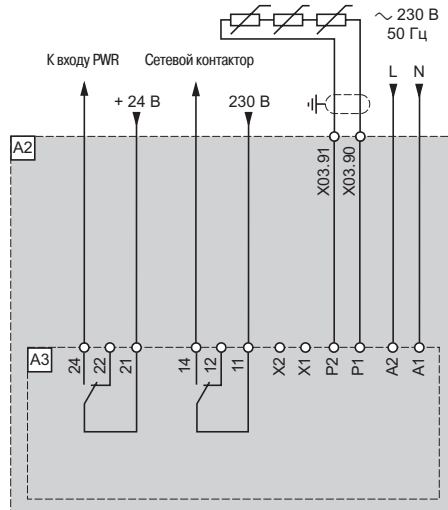 ∼ 230 В
50 Гц
К входу PWR
Сетевой контактор
L
N
+ 24 В
230 В
A2
X03.91
X03.90
A3
24
22
21
14
12
11
X2
X1
P2
P1
A2
A1